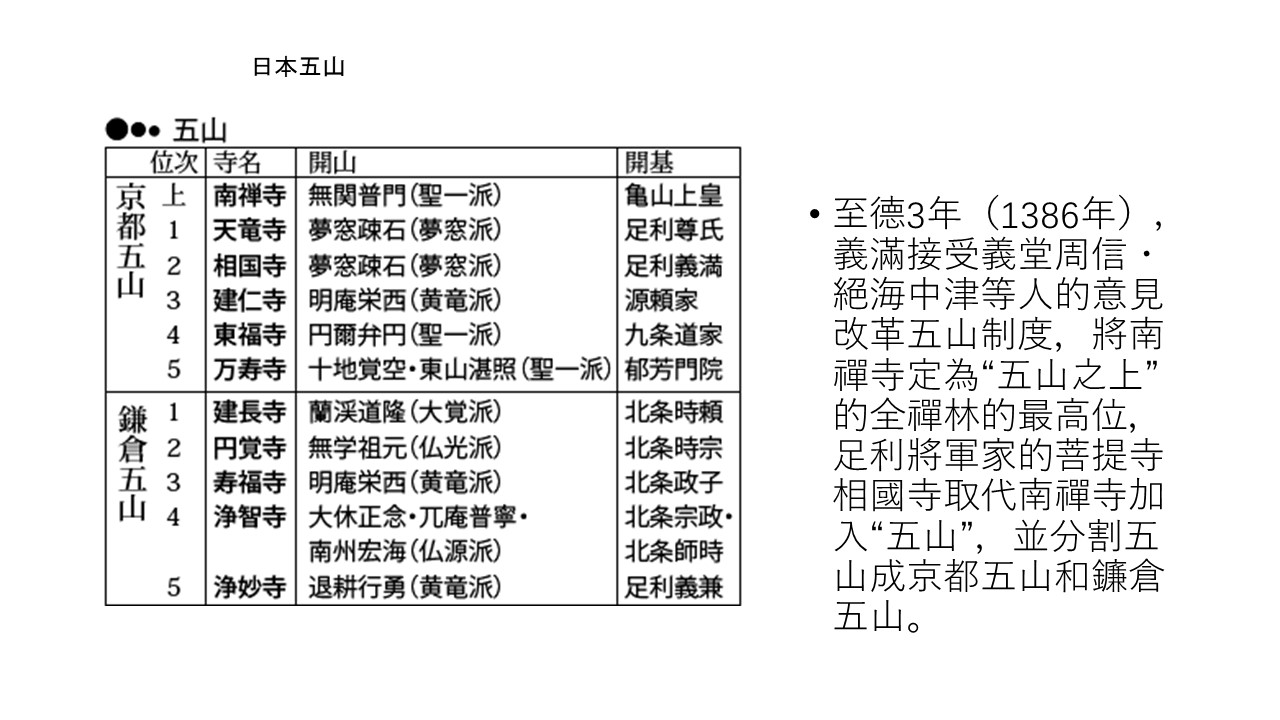 日本五山
●●● 五山
位次 寺名 開山 開基
京都五山
上 南禅寺 無関普門(聖一派) 亀山上皇
1 天竜寺 夢窓疎石(夢窓派) 足利尊氏
2 相国寺 夢窓疎石(夢窓派) 足利義満
3 建仁寺 明庵栄西(黄竜派) 源頼家
4 東福寺 円爾弁円(聖一派) 九条道家
5 万寿寺 十地覚空・東山湛照(聖一派) 郁芳門院
鎌倉五山
1 建長寺 蘭渓道隆(大覚派) 北条時頼
2 円覚寺 無学祖元(仏光派) 北条時宗
3 寿福寺 明庵栄西(黄竜派) 北条政子
4 浄智寺 大休正念・兀庵普寧・ 北条宗政・
南州宏海(仏源派) 北条師時
5 浄妙寺 退耕行勇(黄竜派) 足利義兼
• 至德3年（1386年），
義滿接受義堂周信・
絕海中津等人的意見
改革五山制度，將南
禪寺定為“五山之上”
的全禪林的最高位，
足利將軍家的菩提寺
相國寺取代南禪寺加
入“五山”，並分割五
山成京都五山和鐮倉
五山。